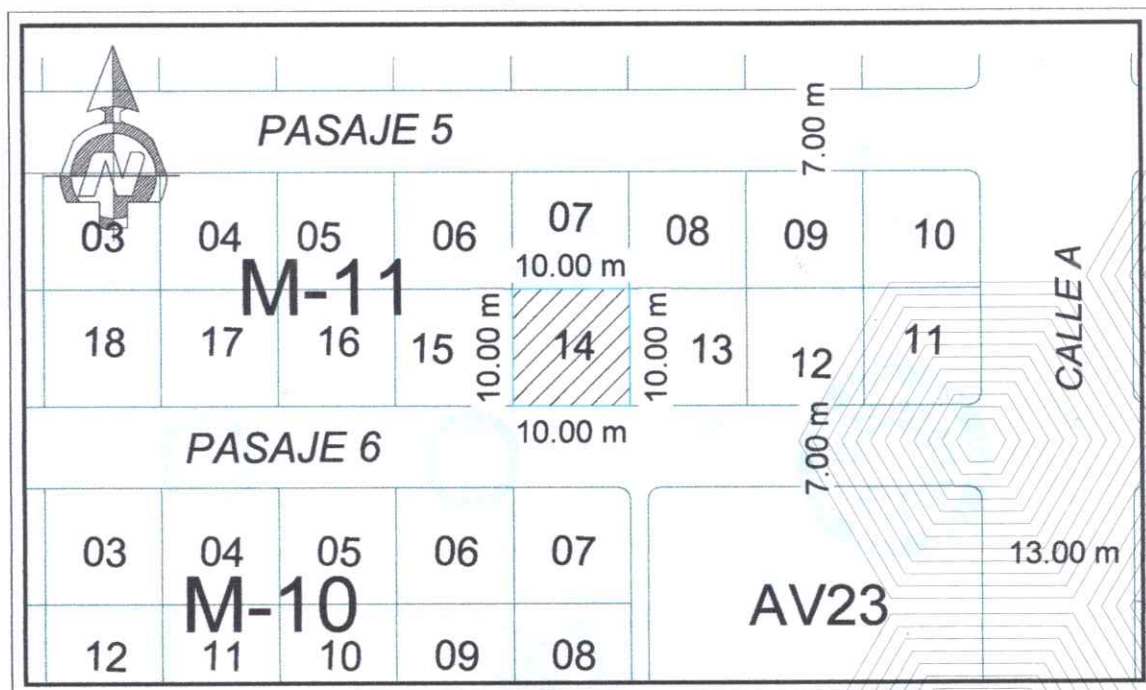 PASAJE 5
7.00 m
N
03 04 05 06 07 08 09 10
10.00 m
M-11
CALLE A
18 17 16 15 10.00 m 14 10.00 m 13 12 11
PASAJE 6
10.00 m
7.00 m
03 04 05 06 07
13.00 m
M-10
AV23
12 11 10 09 08